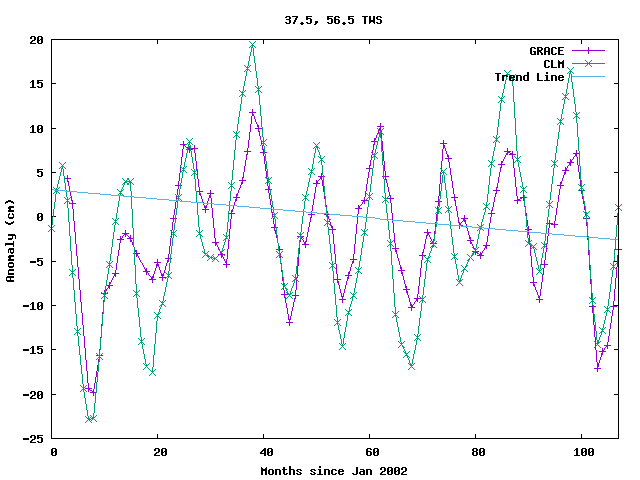 37.5, 56.5 TWS
GRACE
CLM
Trend Line
20
15
10
5
0
-5
-10
-15
-20
-25
Anomaly (cm)
0 20 40 60 80 100
Months since Jan 2002